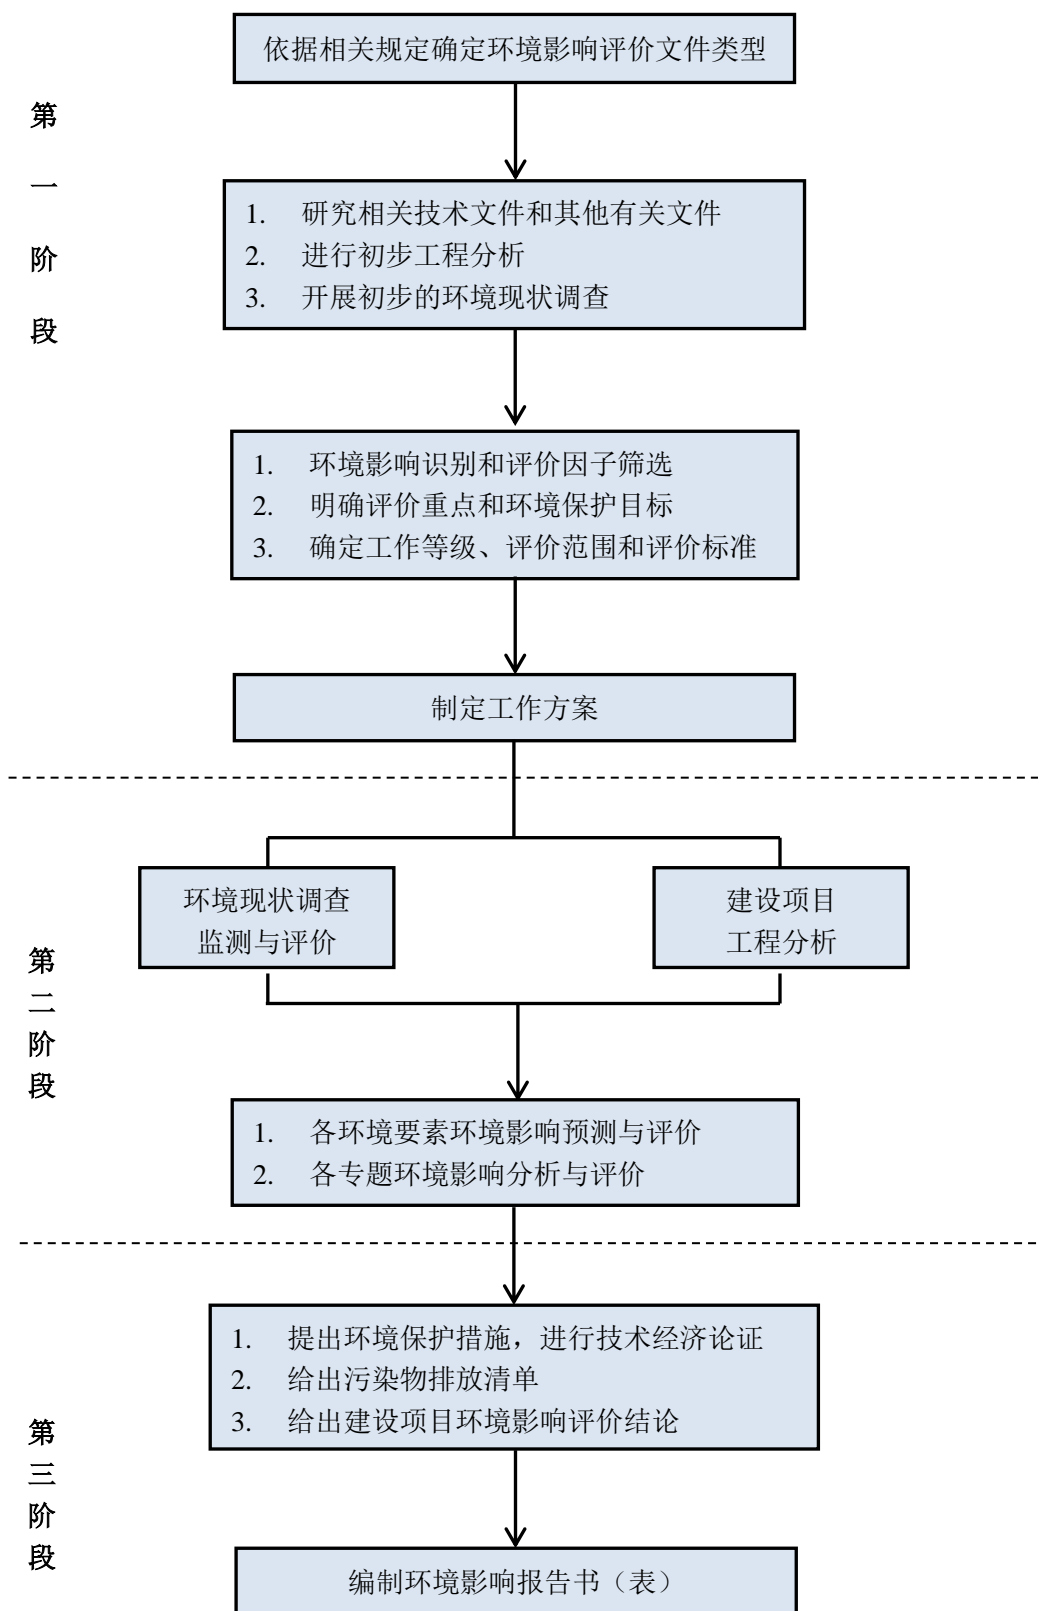 依据相关规定确定环境影响评价文件类型
第一阶段
1. 研究相关技术文件和其他有关文件
2. 进行初步工程分析
3. 开展初步的环境现状调查
1. 环境影响识别和评价因子筛选
2. 明确评价重点和环境保护目标
3. 确定工作等级、评价范围和评价标准
制定工作方案
第二阶段
环境现状调查
监测与评价
建设项目
工程分析
1. 各环境要素环境影响预测与评价
2. 各专题环境影响分析与评价
第三阶段
1. 提出环境保护措施，进行技术经济论证
2. 给出污染物排放清单
3. 给出建设项目环境影响评价结论
编制环境影响报告书（表）